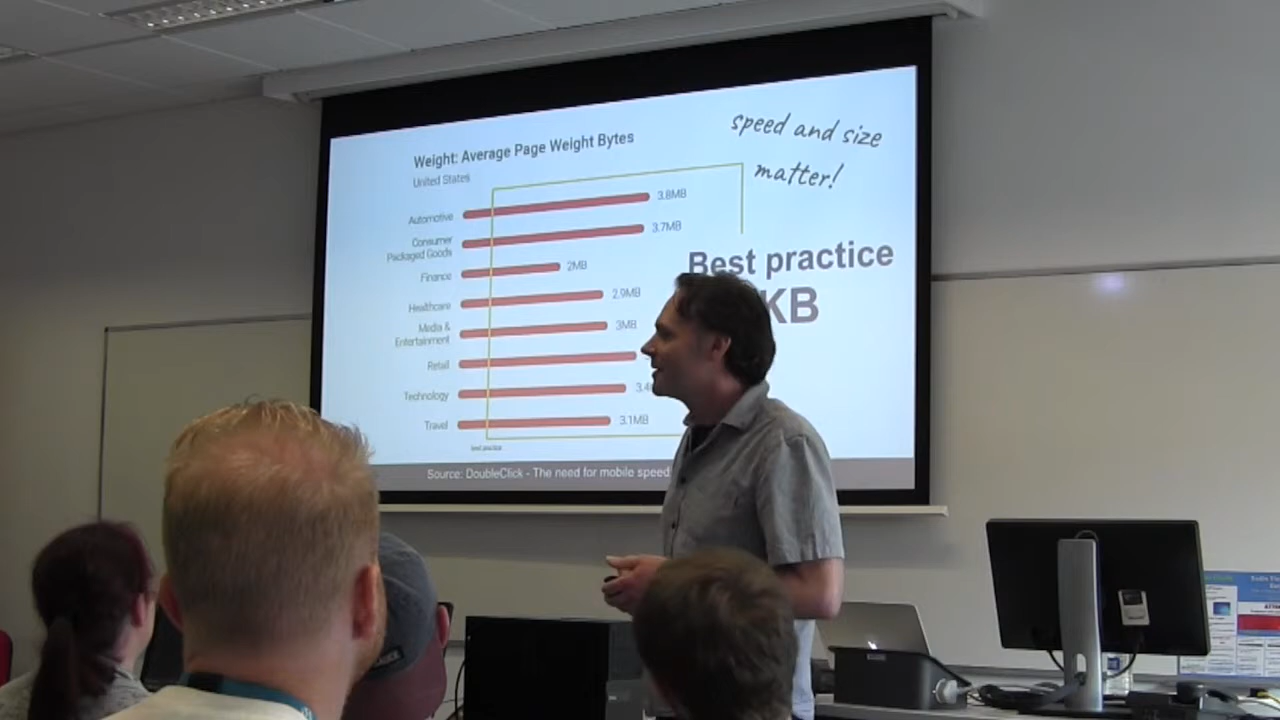 speed and size
matter!
Weight: Average Page Weight Bytes
United States
Automotive 3.8MB
Consumer
Packaged Goods 3.7MB
Finance 2MB
Healthcare 2.9MB
Media &
Entertainment 3MB
Retail
Technology
Travel 3.1MB
best practice
Best practice
KB
Source: DoubleClick - The need for mobile speed